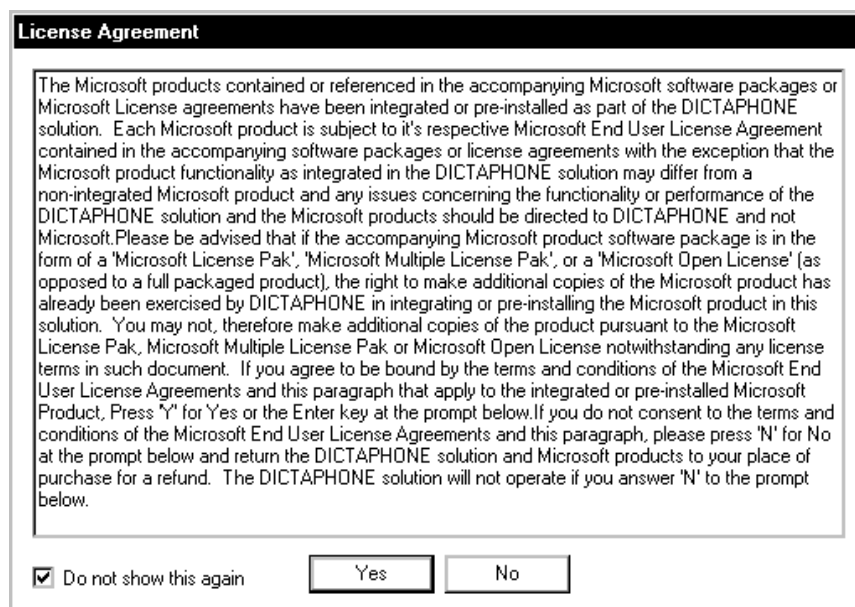 License Agreement
The Microsoft products contained or referenced in the accompanying Microsoft software packages or
Microsoft License agreements have been integrated or pre-installed as part of the DICTAPHONE
solution.  Each Microsoft product is subject to it's respective Microsoft End User License Agreement
contained in the accompanying software packages or license agreements with the exception that the
Microsoft product functionality as integrated in the DICTAPHONE solution may differ from a
non-integrated Microsoft product and any issues concerning the functionality or performance of the
DICTAPHONE solution and the Microsoft products should be directed to DICTAPHONE and not
Microsoft.Please be advised that if the accompanying Microsoft product software package is in the
form of a 'Microsoft License Pak', 'Microsoft Multiple License Pak', or a 'Microsoft Open License' (as
opposed to a full packaged product), the right to make additional copies of the Microsoft product has
already been exercised by DICTAPHONE in integrating or pre-installing the Microsoft product in this
solution.  You may not, therefore make additional copies of the product pursuant to the Microsoft
License Pak, Microsoft Multiple License Pak or Microsoft Open License notwithstanding any license
terms in such document.  If you agree to be bound by the terms and conditions of the Microsoft End
User License Agreements and this paragraph that apply to the integrated or pre-installed Microsoft
Product, Press 'Y' for Yes or the Enter key at the prompt below.If you do not consent to the terms and
conditions of the Microsoft End User License Agreements and this paragraph, please press 'N' for No
at the prompt below and return the DICTAPHONE solution and Microsoft products to your place of
purchase for a refund.  The DICTAPHONE solution will not operate if you answer 'N' to the prompt
below.
Do not show this again
Yes
No